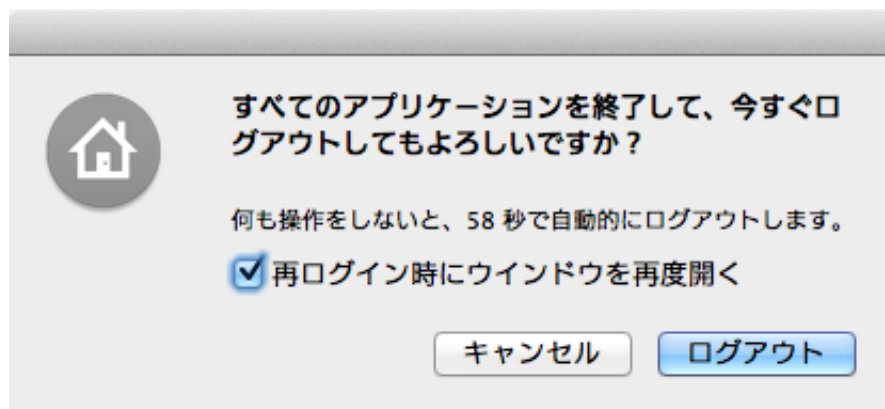 すべてのアプリケーションを終了して、今すぐロ
グアウトしてもよろしいですか？
何も操作をしないと、58 秒で自動的にログアウトします。
再ログイン時にウインドウを再度開く
キャンセル ログアウト